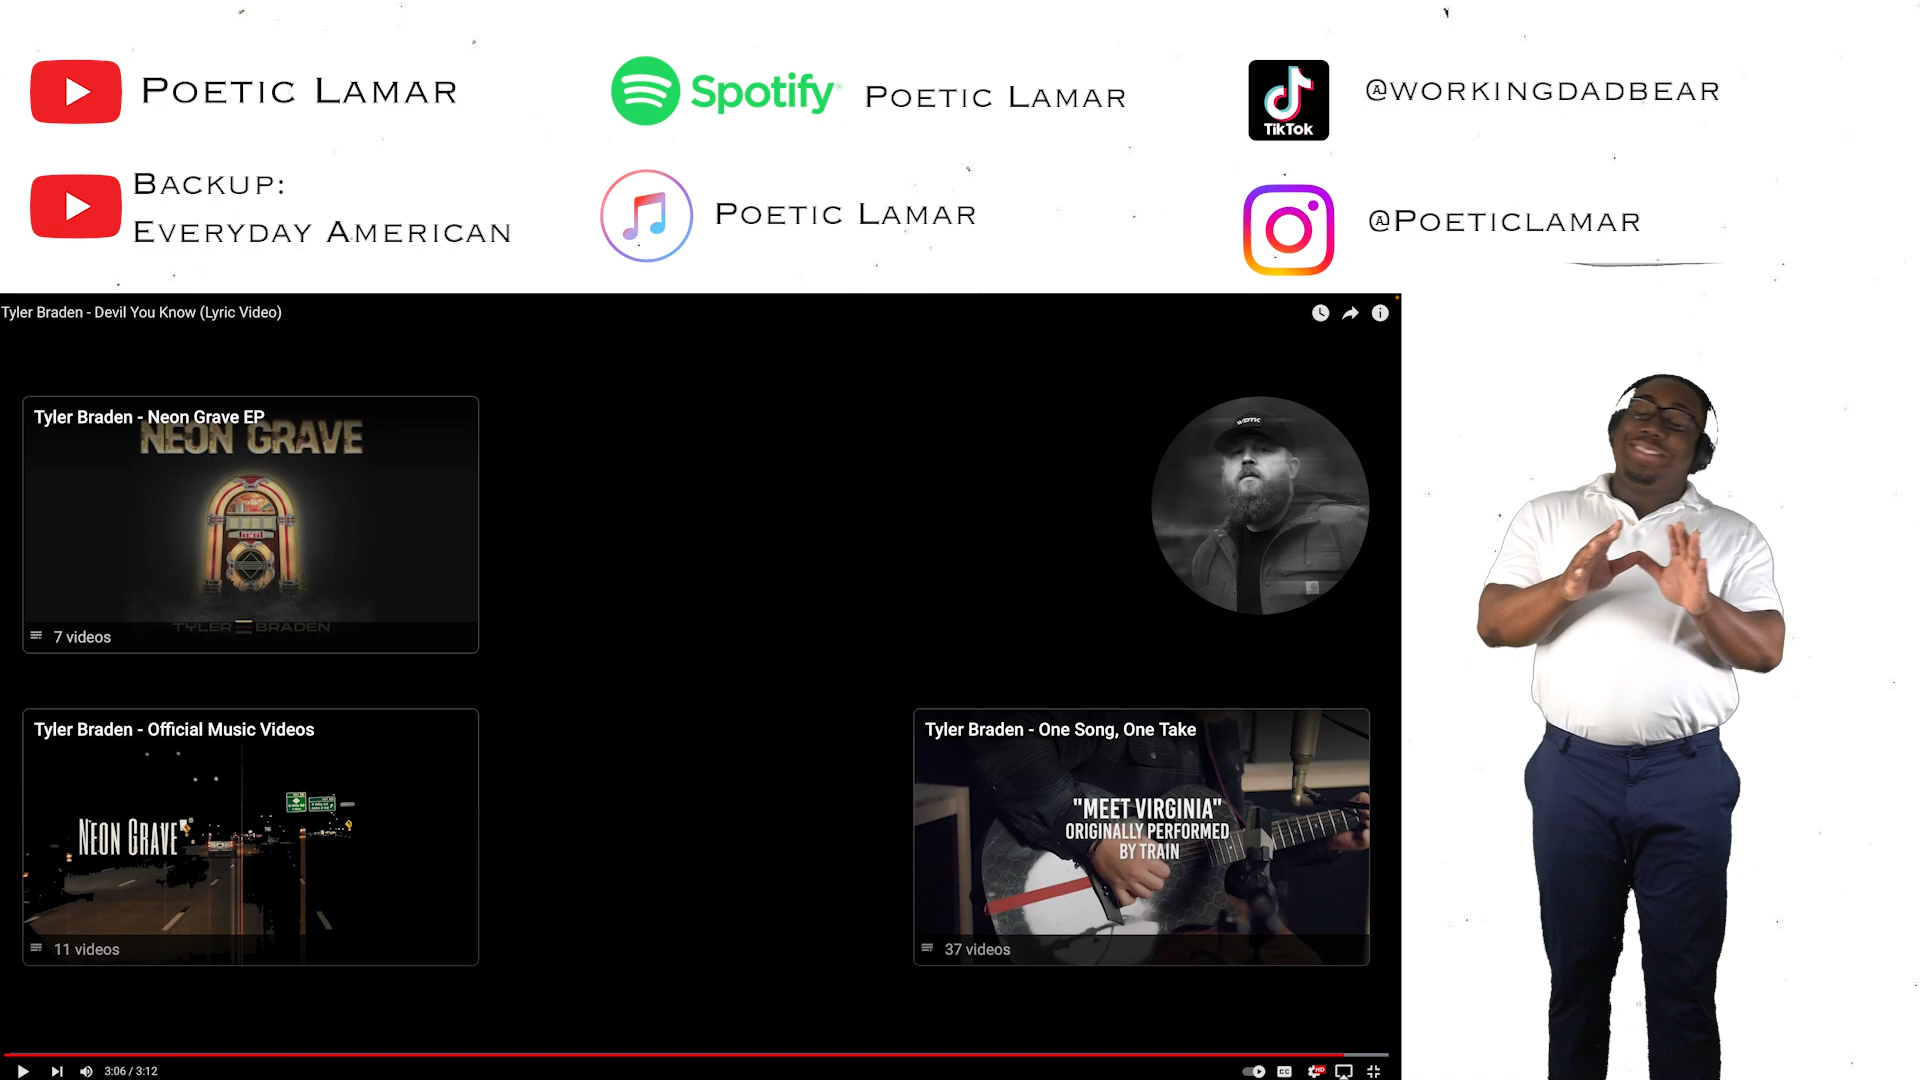 POETIC LAMAR
Spotify
POETIC LAMAR
TikTok
@WORKINGDADBEAR
BACKUP:
EVERYDAY AMERICAN
POETIC LAMAR
@POETICLAMAR
Tyler Braden - Devil You Know (Lyric Video)
Tyler Braden - Neon Grave EP
NEON GRAVE
TYLER BRADEN
7 videos
Tyler Braden - Official Music Videos
NEON GRAVE
11 videos
Tyler Braden - One Song, One Take
"MEET VIRGINIA"
ORIGINALLY PERFORMED
BY TRAIN
37 videos
3:06 / 3:12
CC
HD